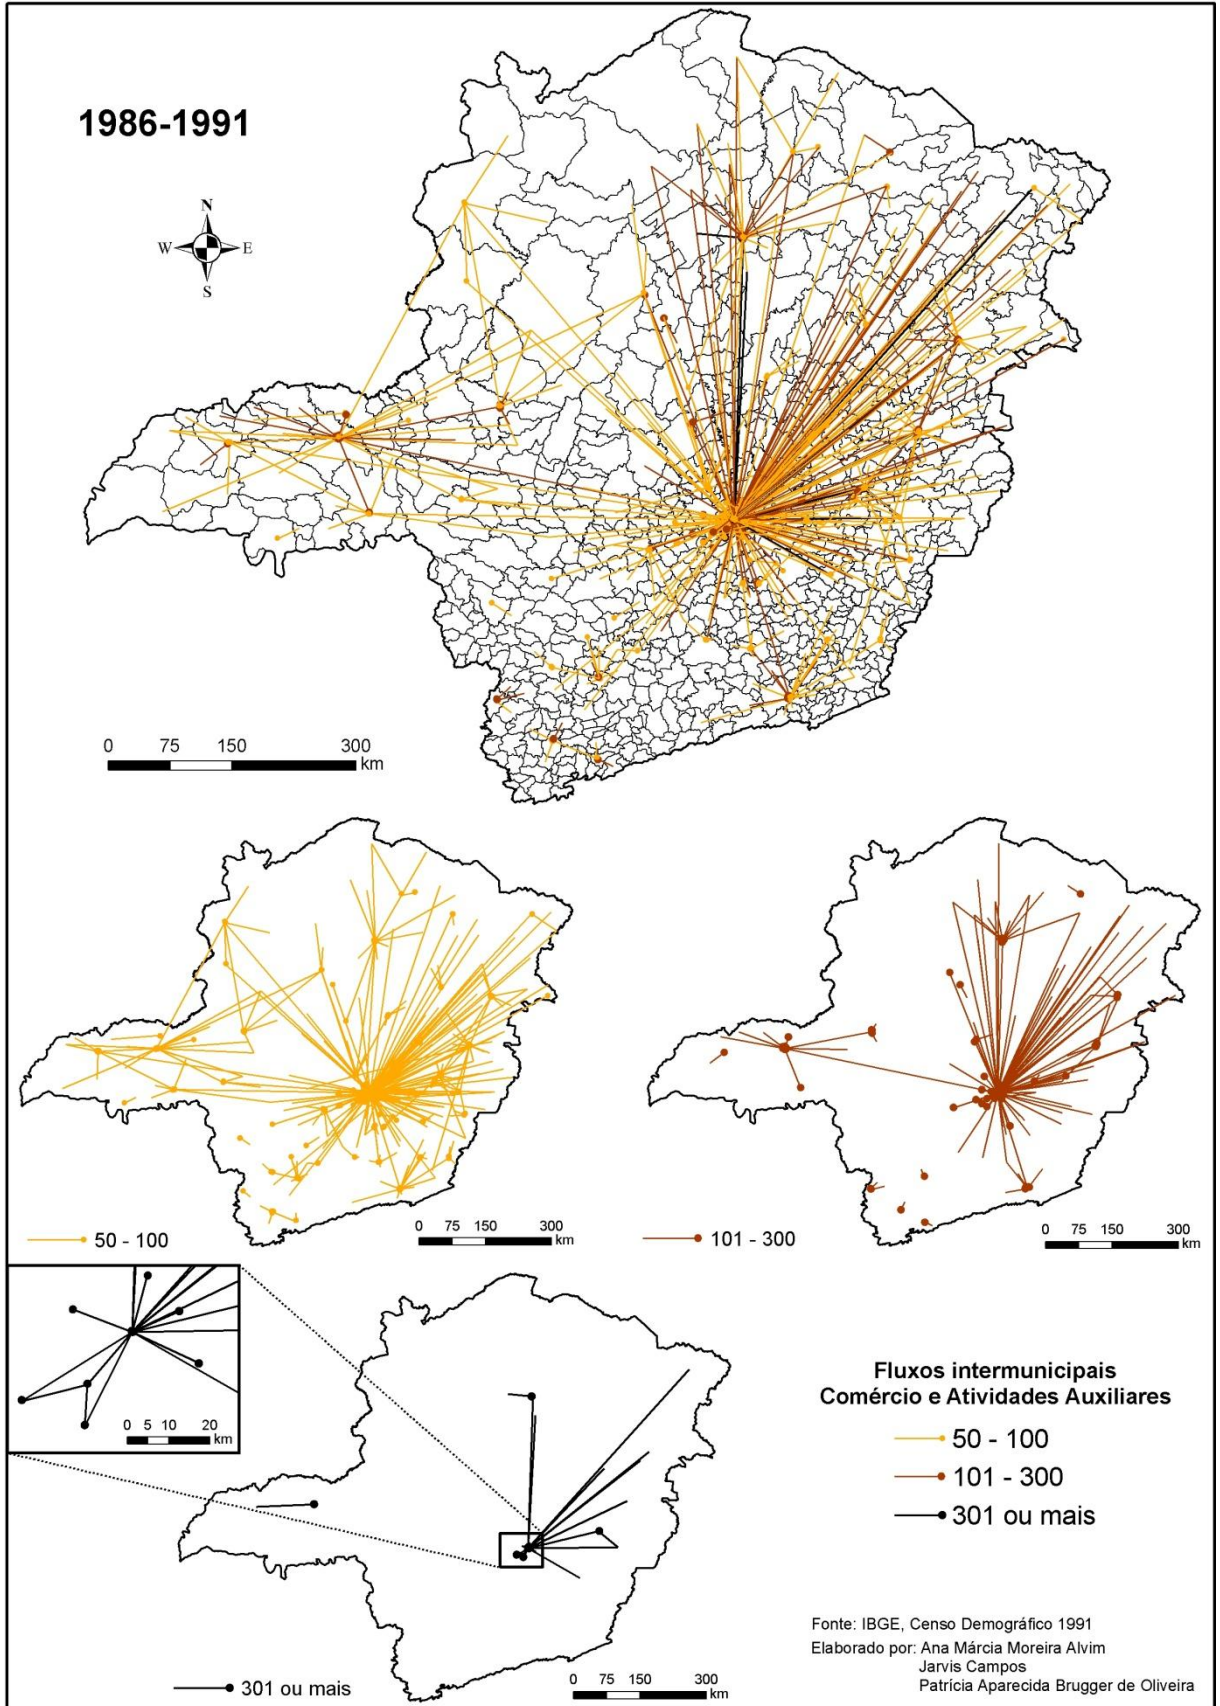 1986-1991
N
W E
S
0 75 150 300
km
0 75 150 300
km
50 - 100
0 75 150 300
km
101 - 300
0 5 10 20
km
Fluxos intermunicipais
Comércio e Atividades Auxiliares
50 - 100
101 - 300
301 ou mais
Fonte: IBGE, Censo Demográfico 1991
Elaborado por: Ana Márcia Moreira Alvim
Jarvis Campos
Patrícia Aparecida Brugger de Oliveira
301 ou mais
0 75 150 300
km